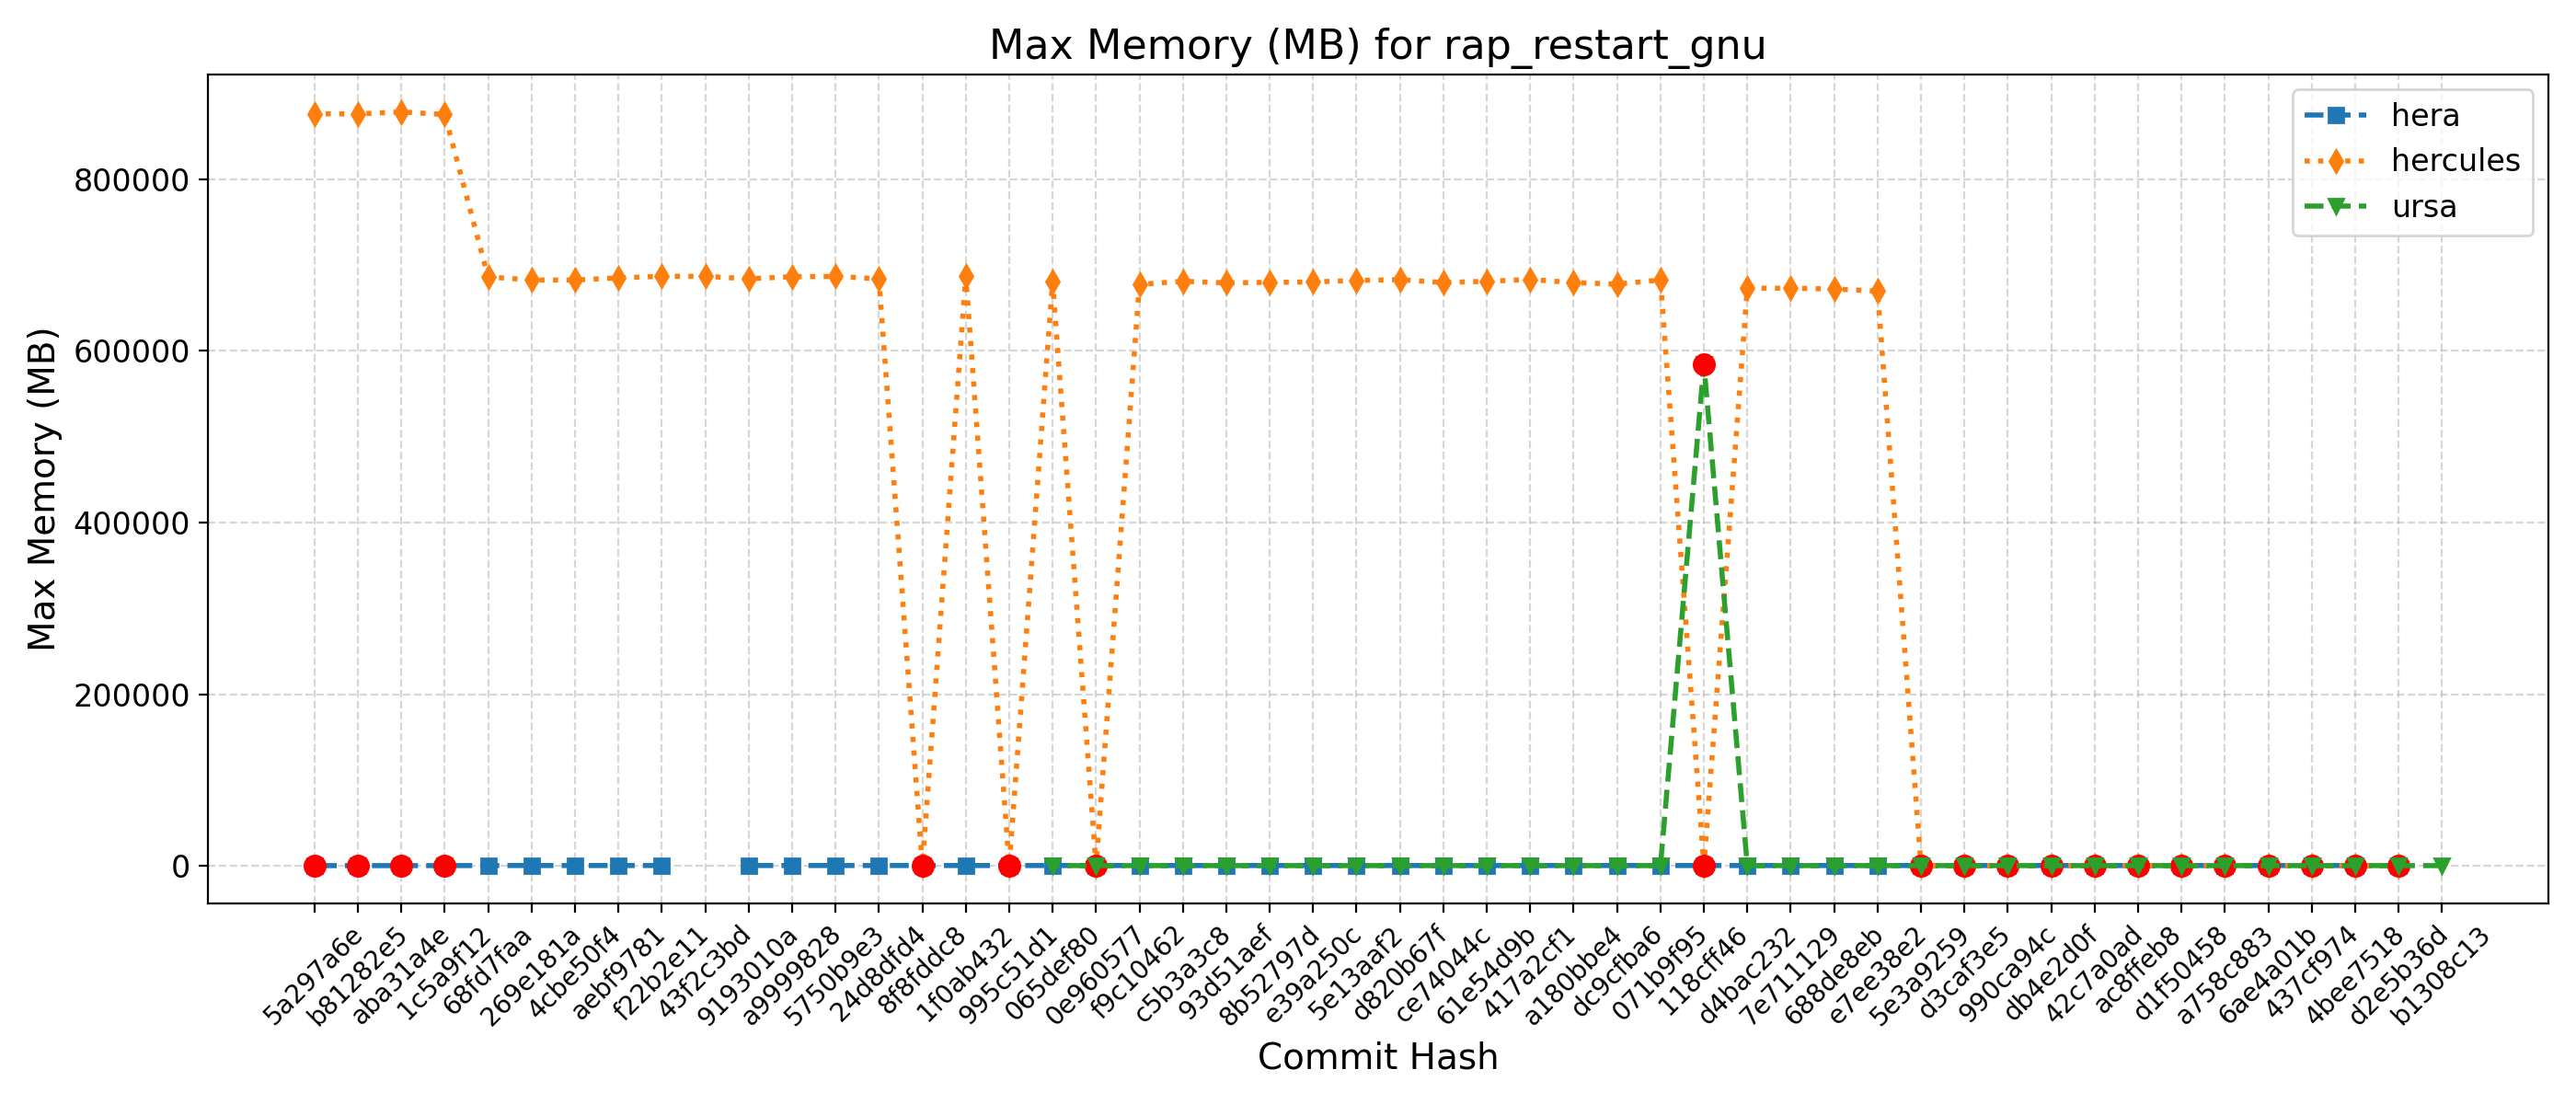 Max Memory (MB) for rap_restart_gnu
hera
hercules
ursa
Max Memory (MB)
800000
600000
400000
200000
0
5a297a6e
b81282e5
aba31a4e
1c5a9f12
68fd7faa
269e181a
4cbe50f4
aebf9781
f22b2e11
43f2c3bd
9193010a
a9999828
5750b9e3
24d8dfd4
8f8fddc8
1f0ab432
995c51d1
065def80
0e960577
f9c10462
c5b3a3c8
93d51aef
8b52797d
e39a250c
5e13aaf2
d820b67f
ce74044c
61e54d9b
417a2cf1
a180bbe4
dc9cfba6
071b9f95
118cff46
d4bac232
7e711129
688de8eb
e7ee38e2
5e3a9259
d3caf3e5
990ca94c
db4e2d0f
42c7a0ad
ac8ffeb8
d1f50458
a758c883
6ae4a01b
437cf974
4bee7518
d2e5b36d
b1308c13
Commit Hash